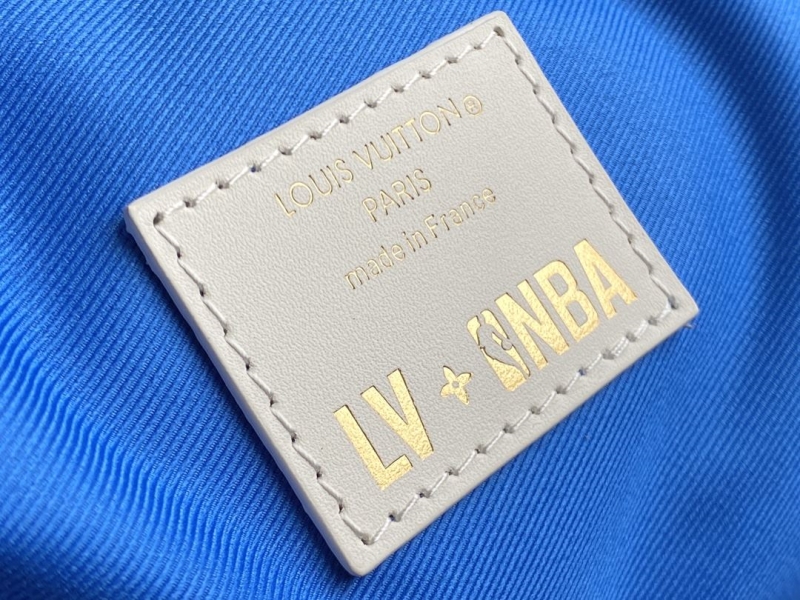 LOUIS VUITTON ®
PARIS
made in France
LV NBA